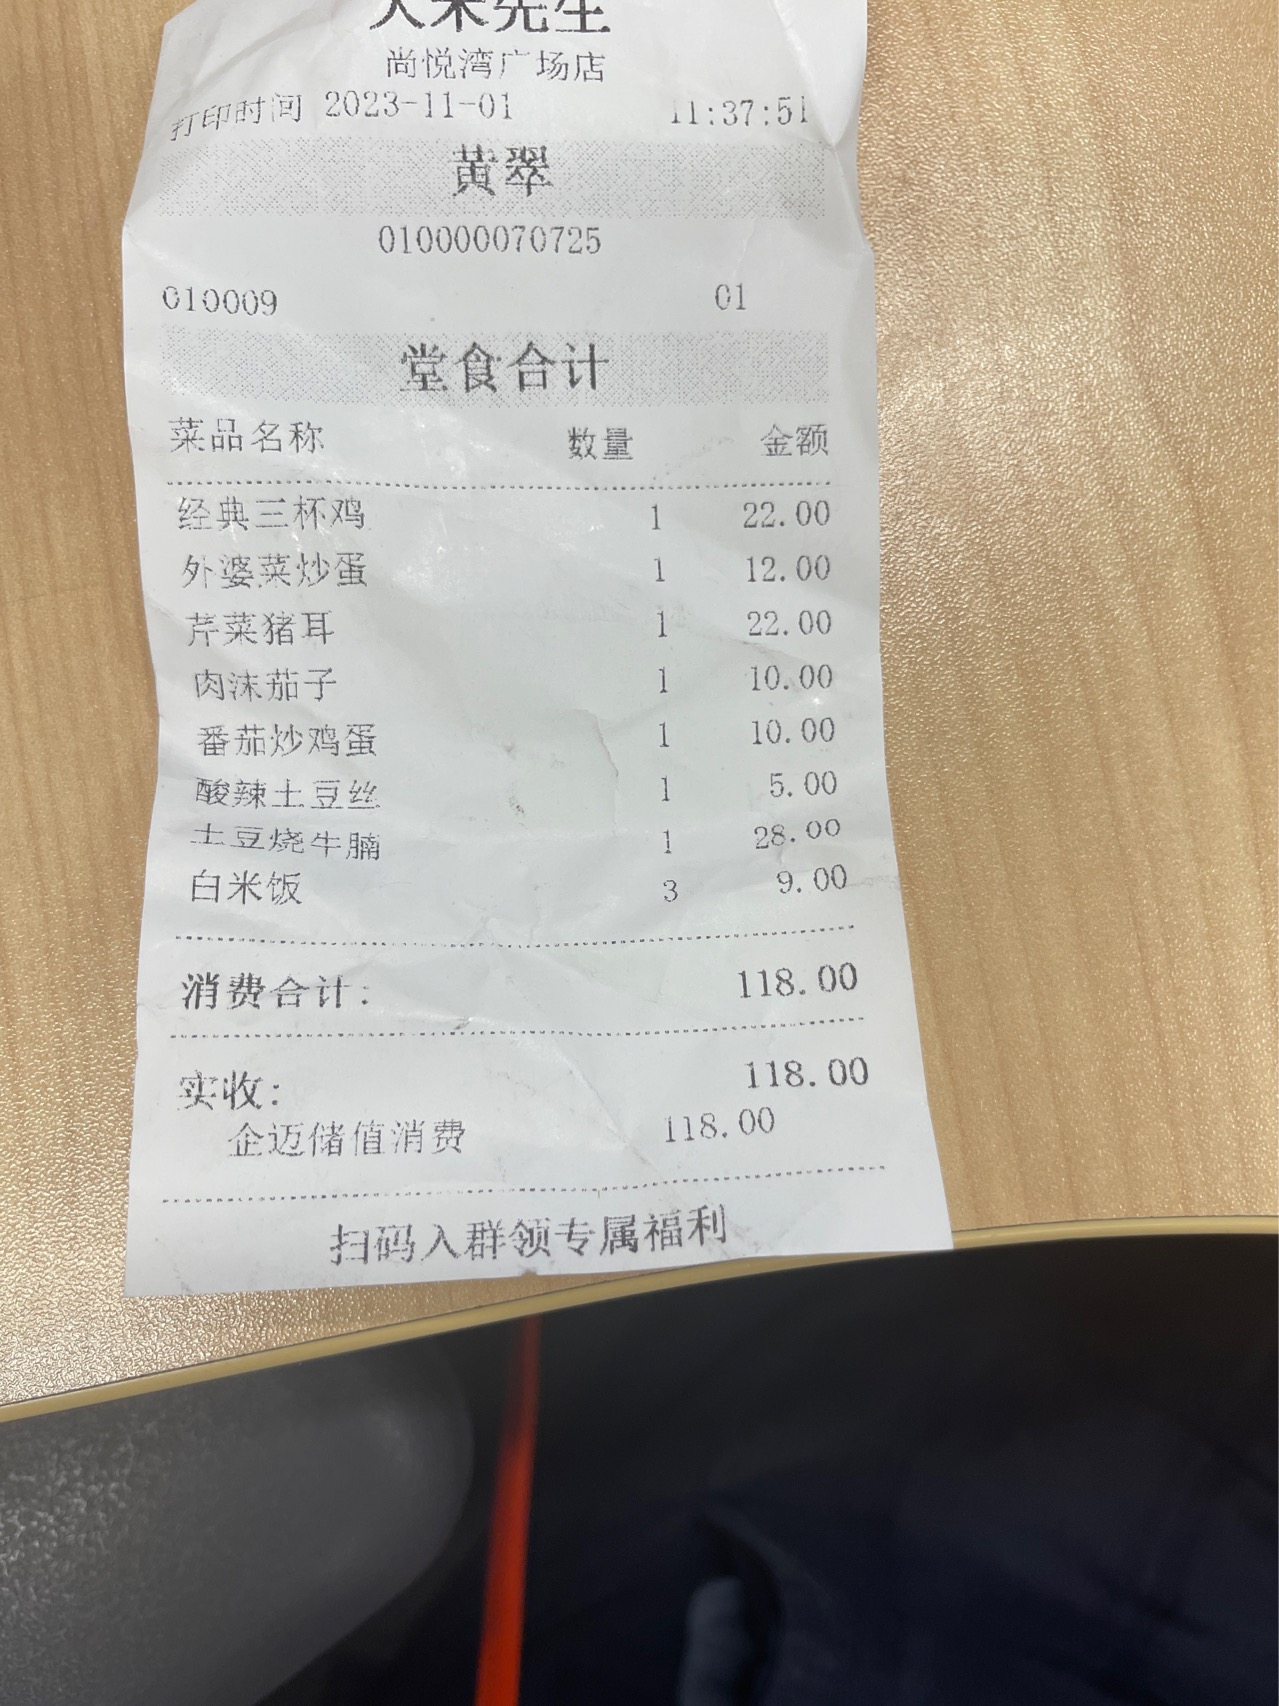 大米先生
尚悦湾广场店
打印时间 2023-11-01 11:37:51
黄翠
010000070725
010009 01
堂食合计
菜品名称 数量 金额
经典三杯鸡 1 22.00
外婆菜炒蛋 1 12.00
芹菜猪耳 1 22.00
肉沫茄子 1 10.00
番茄炒鸡蛋 1 10.00
酸辣土豆丝 1 5.00
土豆烧牛腩 1 28.00
白米饭 3 9.00
消费合计: 118.00
实收: 118.00
企迈储值消费 118.00
扫码入群领专属福利